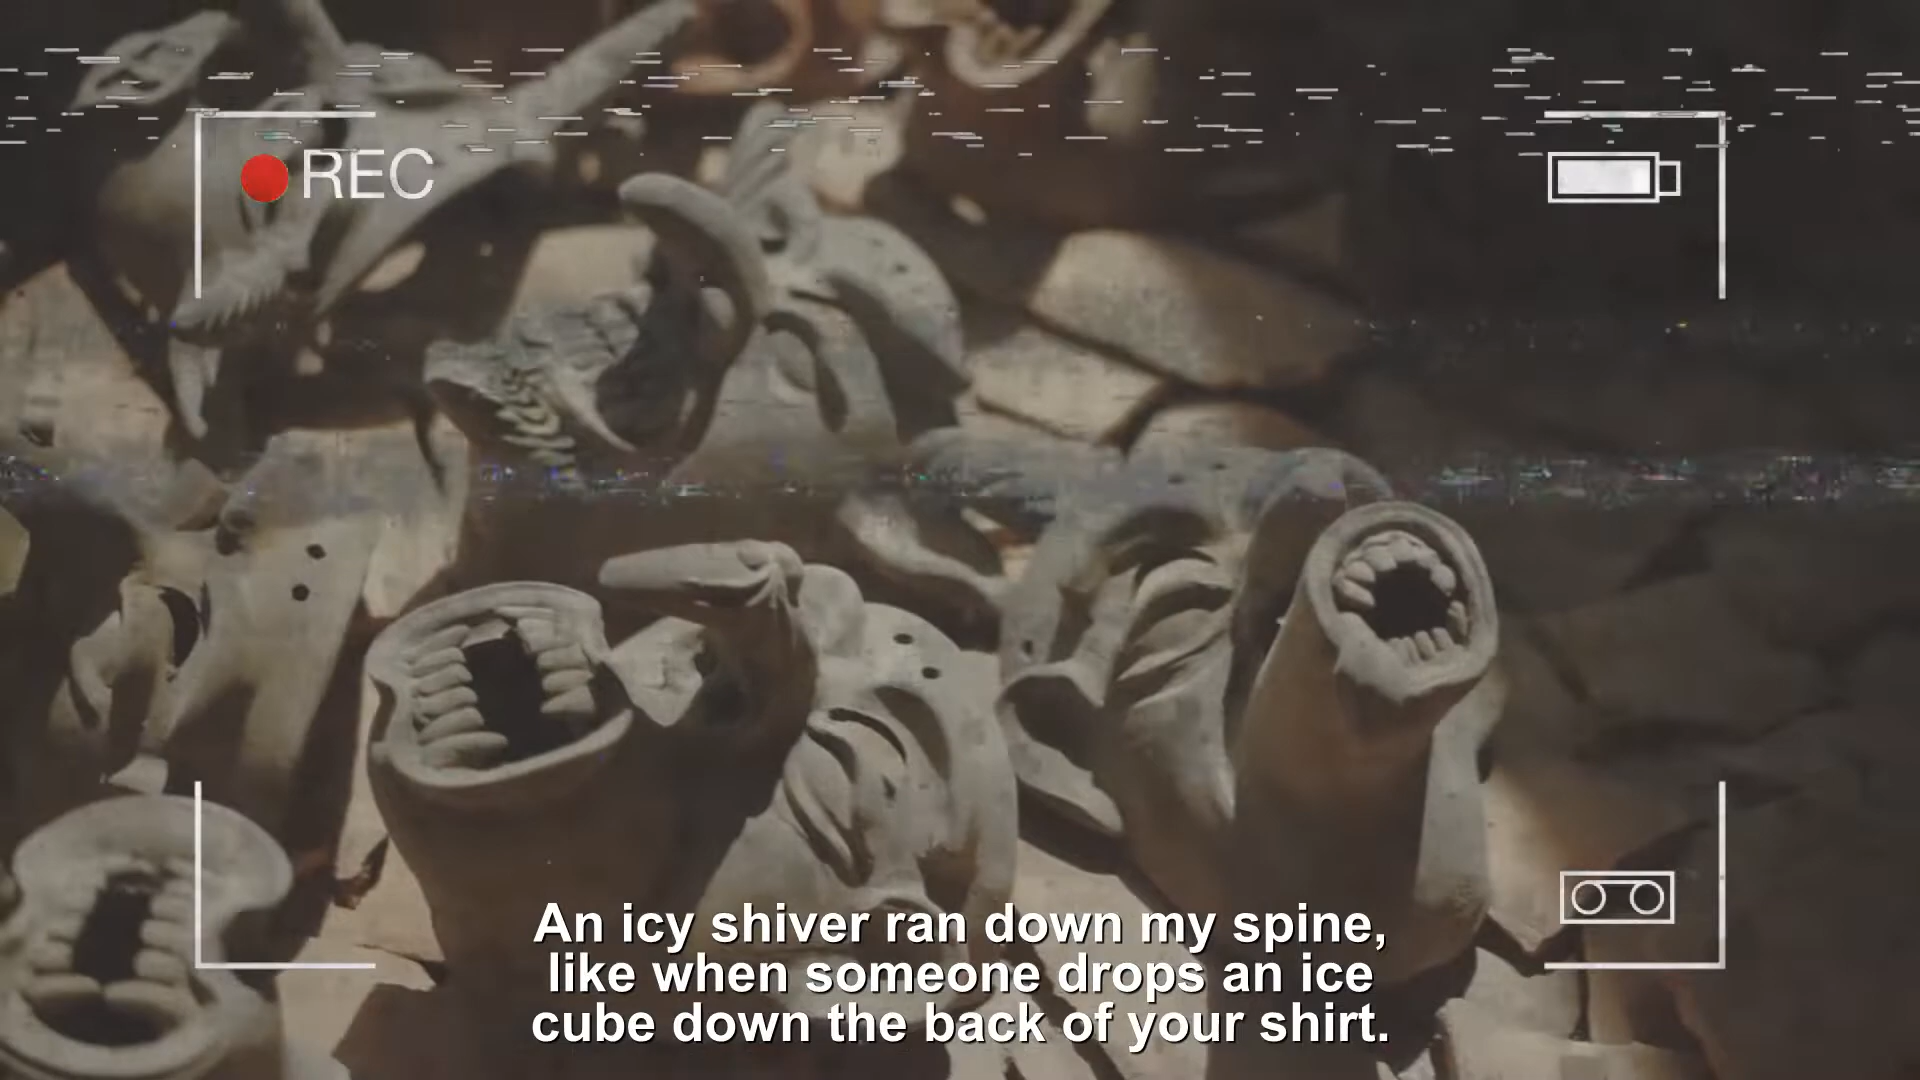 REC
An icy shiver ran down my spine,
like when someone drops an ice
cube down the back of your shirt.